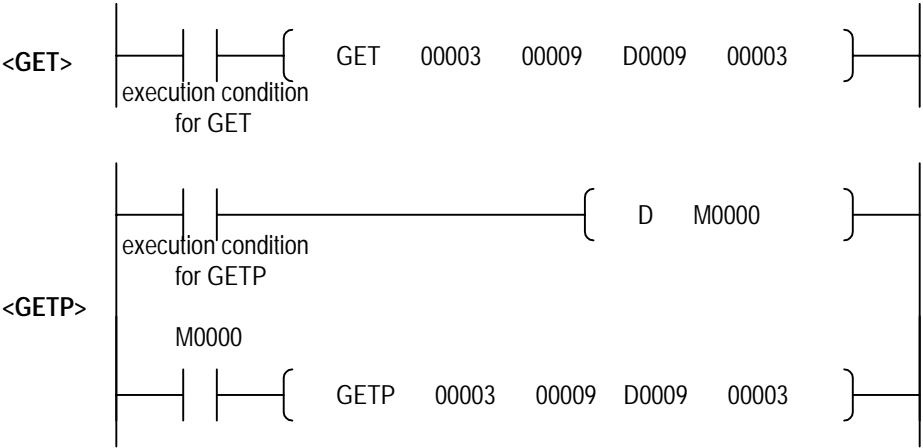 <GET>
GET 00003 00009 D0009 00003
execution condition
for GET
D M0000
execution condition
for GETP
<GETP>
M0000
GETP 00003 00009 D0009 00003